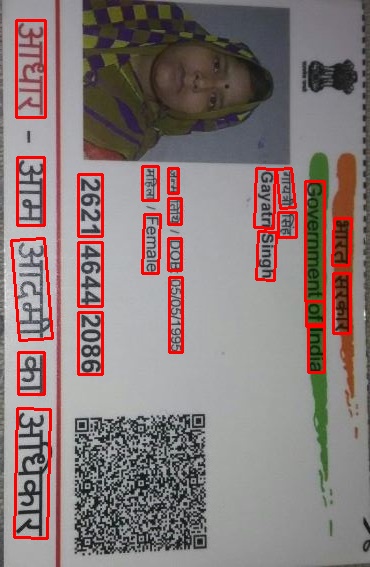 भारत सरकार
Government of India
गायत्री सिंह
Gayatri Singh
जन्म तिथि / DOB 05/05/1995
महिला / Female
2621 4644 2086
आधार - आम आदमी का अधिकार